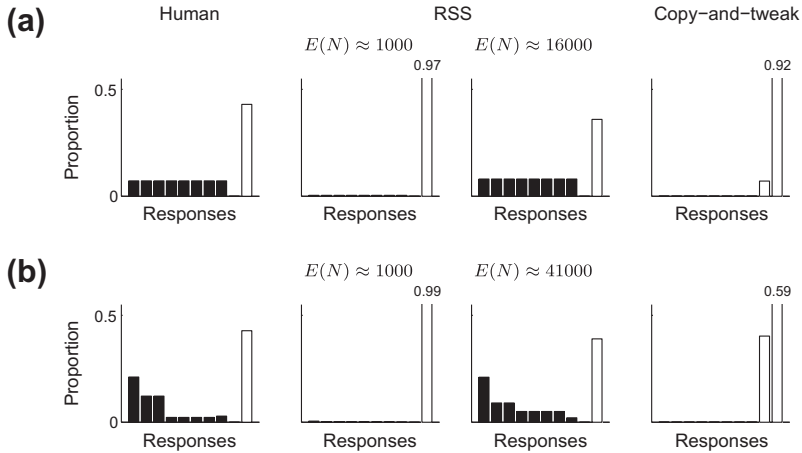 (a)
Human RSS Copy−and−tweak
E(N) ≈ 1000 E(N) ≈ 16000
0.97 0.92
0.5
0
Proportion
Responses Responses Responses Responses
(b)
E(N) ≈ 1000 E(N) ≈ 41000
0.99 0.59
0.5
0
Proportion
Responses Responses Responses Responses